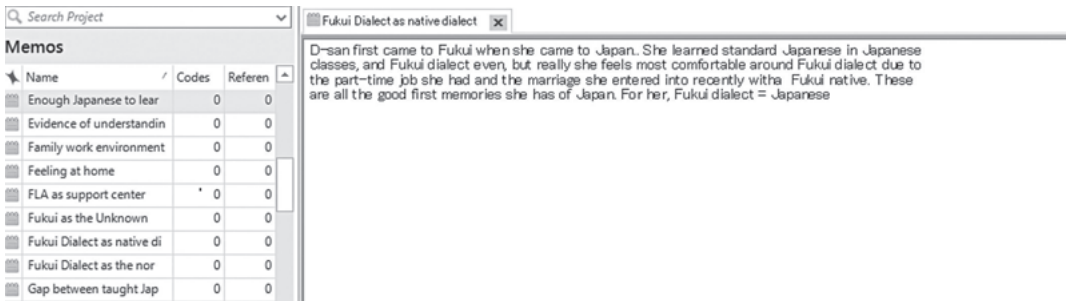 Search Project
Memos
Name / Codes Referen
Enough Japanese to lear 0 0
Evidence of understandin 0 0
Family work environment 0 0
Feeling at home 0 0
FLA as support center 0 0
Fukui as the Unknown 0 0
Fukui Dialect as native di 0 0
Fukui Dialect as the nor 0 0
Gap between taught Jap 0 0
Fukui Dialect as native dialect
D-san first came to Fukui when she came to Japan.. She learned standard Japanese in Japanese
classes, and Fukui dialect even, but really she feels most comfortable around Fukui dialect due to
the part-time job she had and the marriage she entered into recently witha Fukui native. These
are all the good first memories she has of Japan. For her, Fukui dialect = Japanese